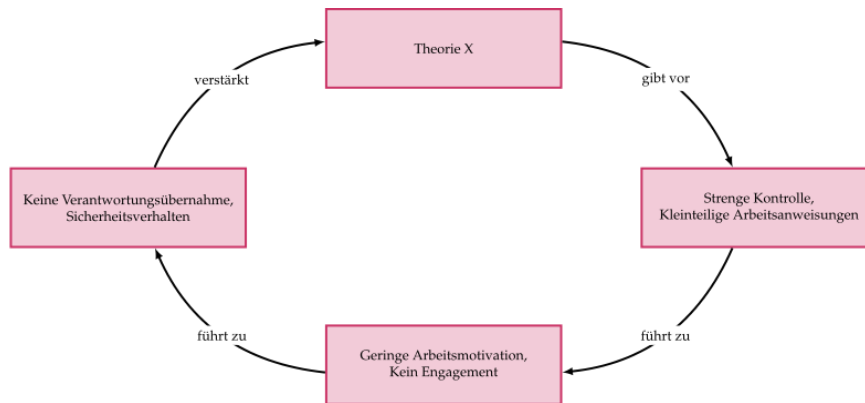 Theorie X
verstärkt
gibt vor
Keine Verantwortungsübernahme,
Sicherheitsverhalten
Strenge Kontrolle,
Kleinteilige Arbeitsanweisungen
führt zu
führt zu
Geringe Arbeitsmotivation,
Kein Engagement